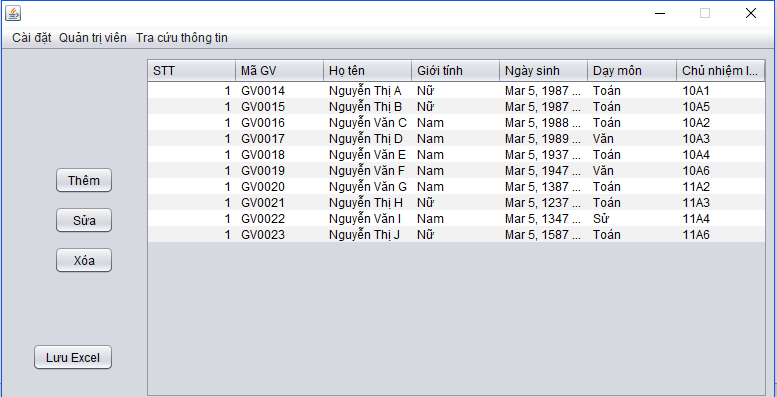 Cài đặt Quản trị viên Tra cứu thông tin
STT Mã GV Họ tên Giới tính Ngày sinh Dạy môn Chủ nhiệm l...
1 GV0014 Nguyễn Thị A Nữ Mar 5, 1987 ... Toán 10A1
1 GV0015 Nguyễn Thị B Nữ Mar 5, 1987 ... Toán 10A5
1 GV0016 Nguyễn Văn C Nam Mar 5, 1988 ... Toán 10A2
1 GV0017 Nguyễn Thị D Nam Mar 5, 1989 ... Văn 10A3
1 GV0018 Nguyễn Văn E Nam Mar 5, 1937 ... Toán 10A4
1 GV0019 Nguyễn Văn F Nam Mar 5, 1947 ... Văn 10A6
1 GV0020 Nguyễn Văn G Nam Mar 5, 1387 ... Toán 11A2
1 GV0021 Nguyễn Thị H Nữ Mar 5, 1237 ... Toán 11A3
1 GV0022 Nguyễn Văn I Nam Mar 5, 1347 ... Sử 11A4
1 GV0023 Nguyễn Thị J Nữ Mar 5, 1587 ... Toán 11A6
Thêm
Sửa
Xóa
Lưu Excel